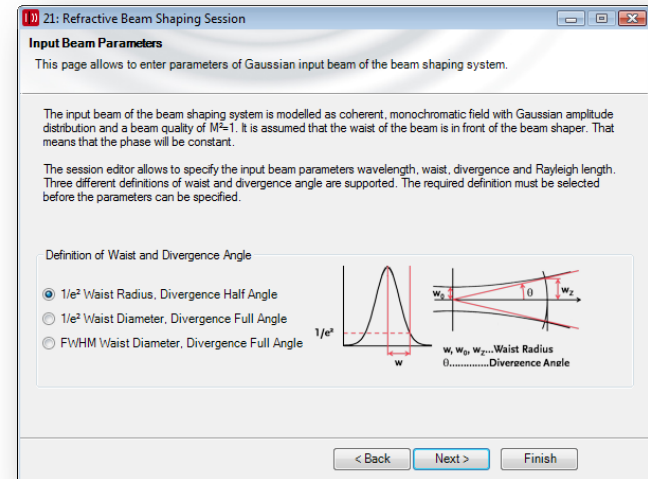 21: Refractive Beam Shaping Session
Input Beam Parameters
This page allows to enter parameters of Gaussian input beam of the beam shaping system.
The input beam of the beam shaping system is modelled as coherent, monochromatic field with Gaussian amplitude
distribution and a beam quality of M²=1. It is assumed that the waist of the beam is in front of the beam shaper. That
means that the phase will be constant.
The session editor allows to specify the input beam parameters wavelength, waist, divergence and Rayleigh length.
Three different definitions of waist and divergence angle are supported. The required definition must be selected
before the parameters can be specified.
Definition of Waist and Divergence Angle
1/e² Waist Radius, Divergence Half Angle
1/e² Waist Diameter, Divergence Full Angle
FWHM Waist Diameter, Divergence Full Angle
1/e²
w
w₀
θ
w_z
w, w₀, w_z...Waist Radius
θ..............Divergence Angle
< Back
Next >
Finish